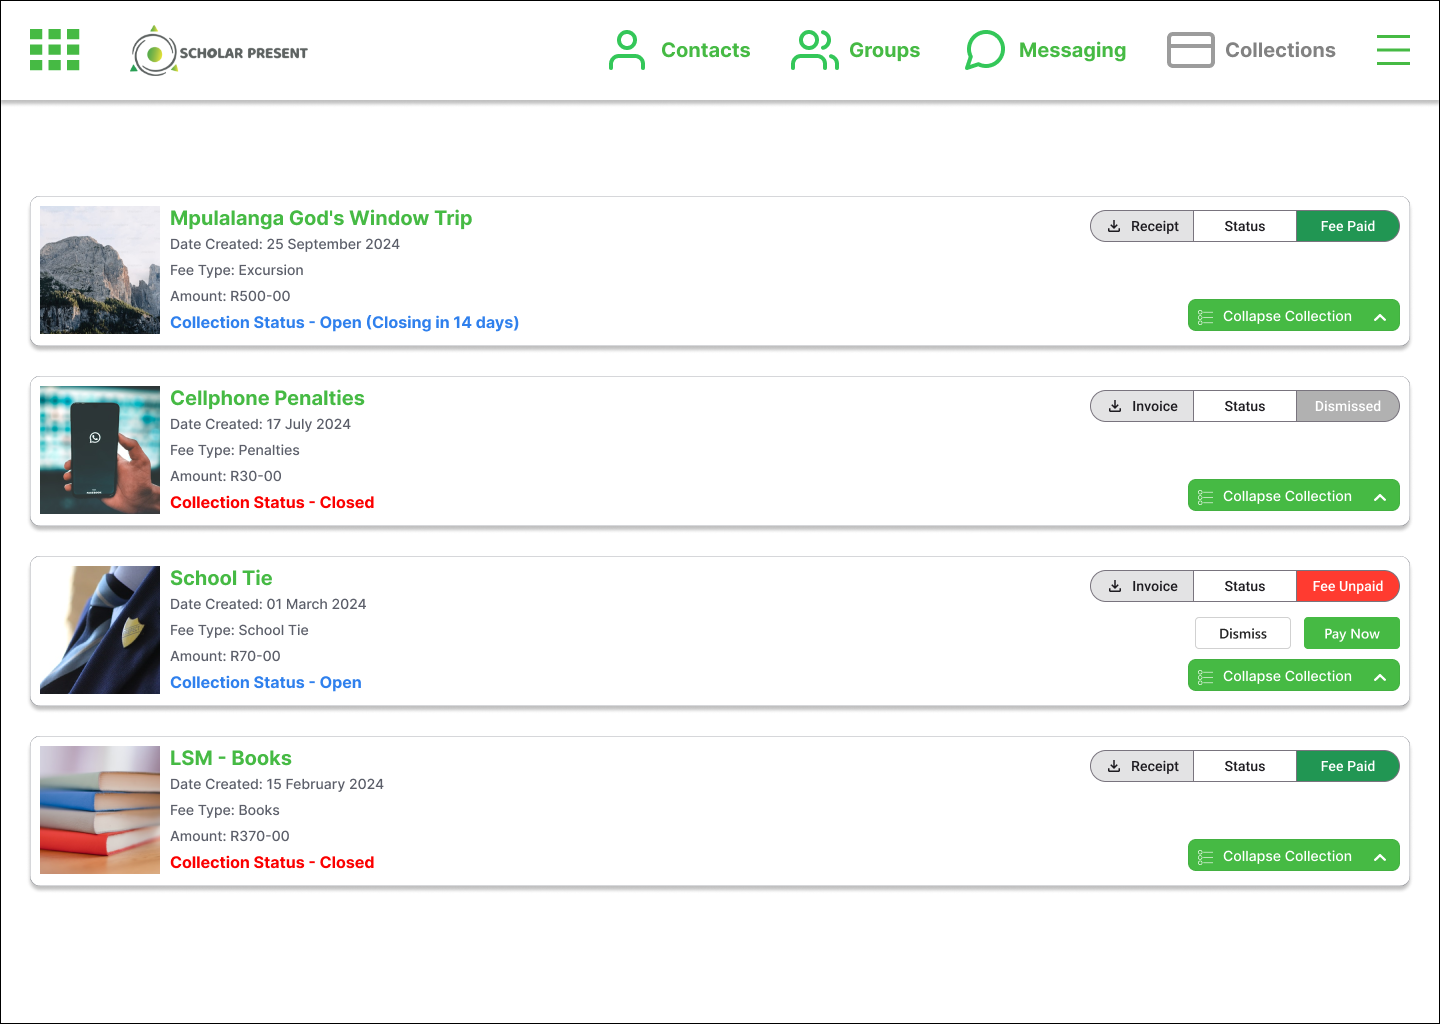 SCHOLAR PRESENT
Contacts
Groups
Messaging
Collections
Mpulalanga God's Window Trip
Date Created: 25 September 2024
Fee Type: Excursion
Amount: R500-00
Collection Status - Open (Closing in 14 days)
Receipt
Status
Fee Paid
Collapse Collection
Cellphone Penalties
Date Created: 17 July 2024
Fee Type: Penalties
Amount: R30-00
Collection Status - Closed
Invoice
Status
Dismissed
Collapse Collection
School Tie
Date Created: 01 March 2024
Fee Type: School Tie
Amount: R70-00
Collection Status - Open
Invoice
Status
Fee Unpaid
Dismiss
Pay Now
Collapse Collection
LSM - Books
Date Created: 15 February 2024
Fee Type: Books
Amount: R370-00
Collection Status - Closed
Receipt
Status
Fee Paid
Collapse Collection